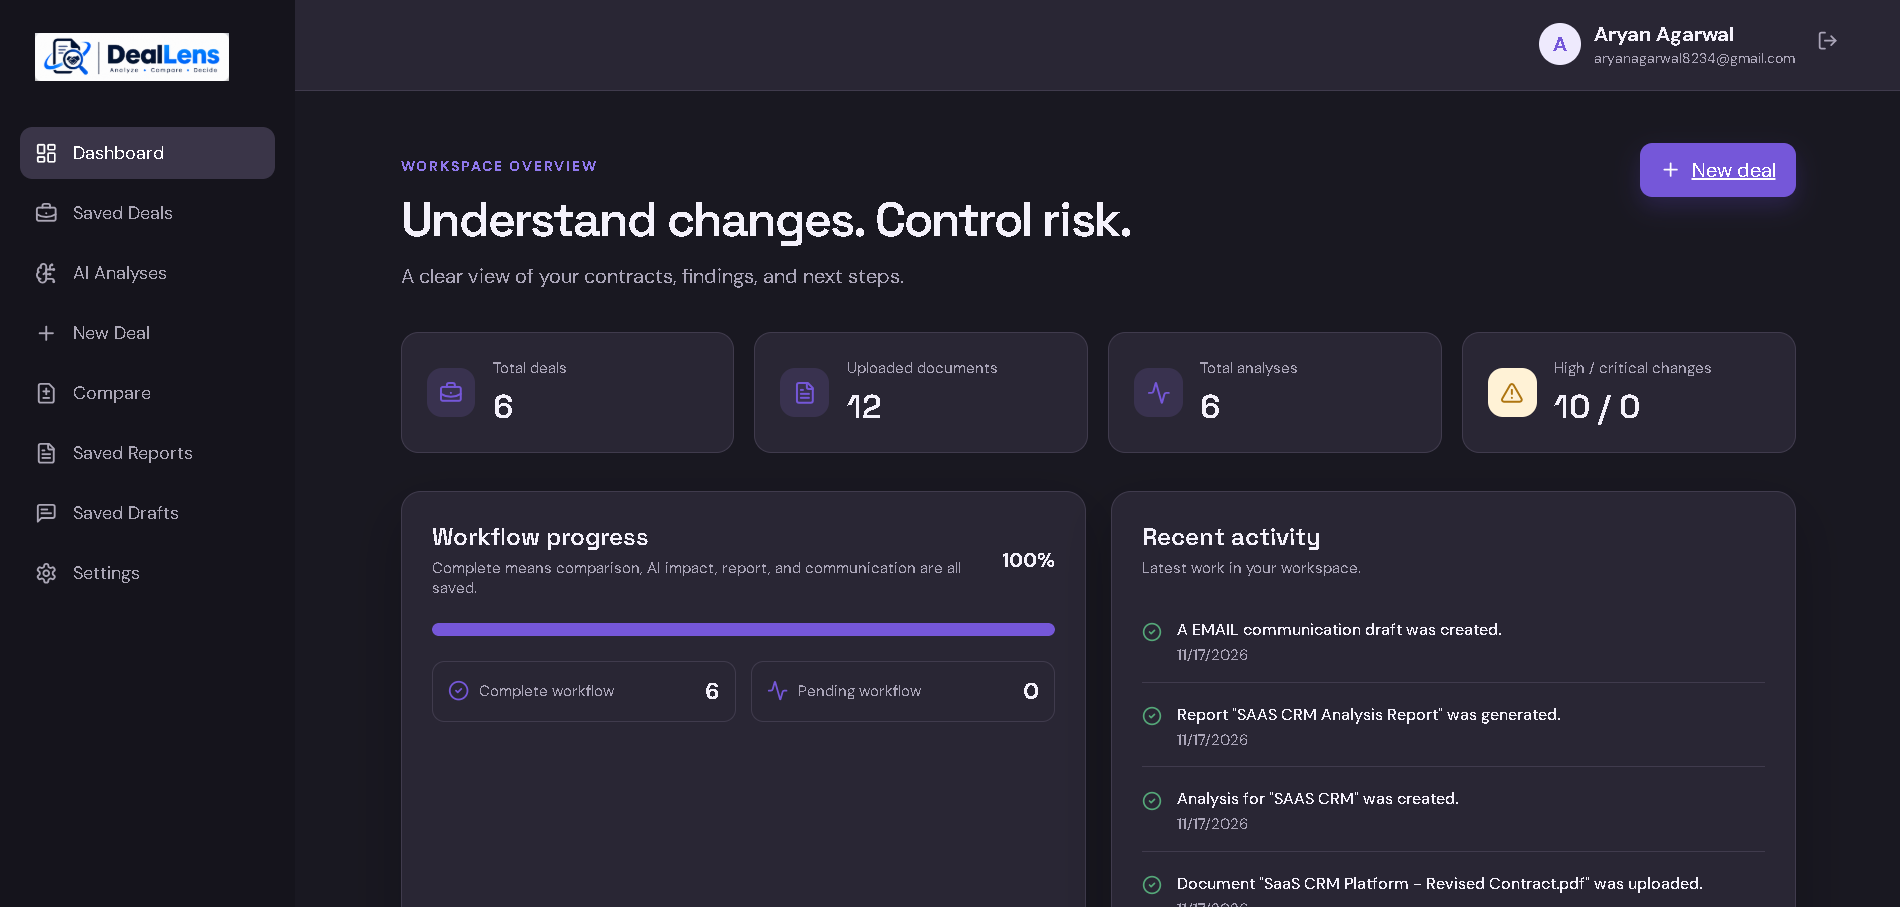 DealLens
Analyze • Compare • Decide
Dashboard
Saved Deals
AI Analyses
New Deal
Compare
Saved Reports
Saved Drafts
Settings
A
Aryan Agarwal
aryanagarwal8234@gmail.com
WORKSPACE OVERVIEW
New deal
Understand changes. Control risk.
A clear view of your contracts, findings, and next steps.
Total deals
6
Uploaded documents
12
Total analyses
6
High / critical changes
10 / 0
Workflow progress
Complete means comparison, AI impact, report, and communication are all
saved.
100%
Complete workflow
6
Pending workflow
0
Recent activity
Latest work in your workspace.
A EMAIL communication draft was created.
11/17/2026
Report "SAAS CRM Analysis Report" was generated.
11/17/2026
Analysis for "SAAS CRM" was created.
11/17/2026
Document "SaaS CRM Platform - Revised Contract.pdf" was uploaded.